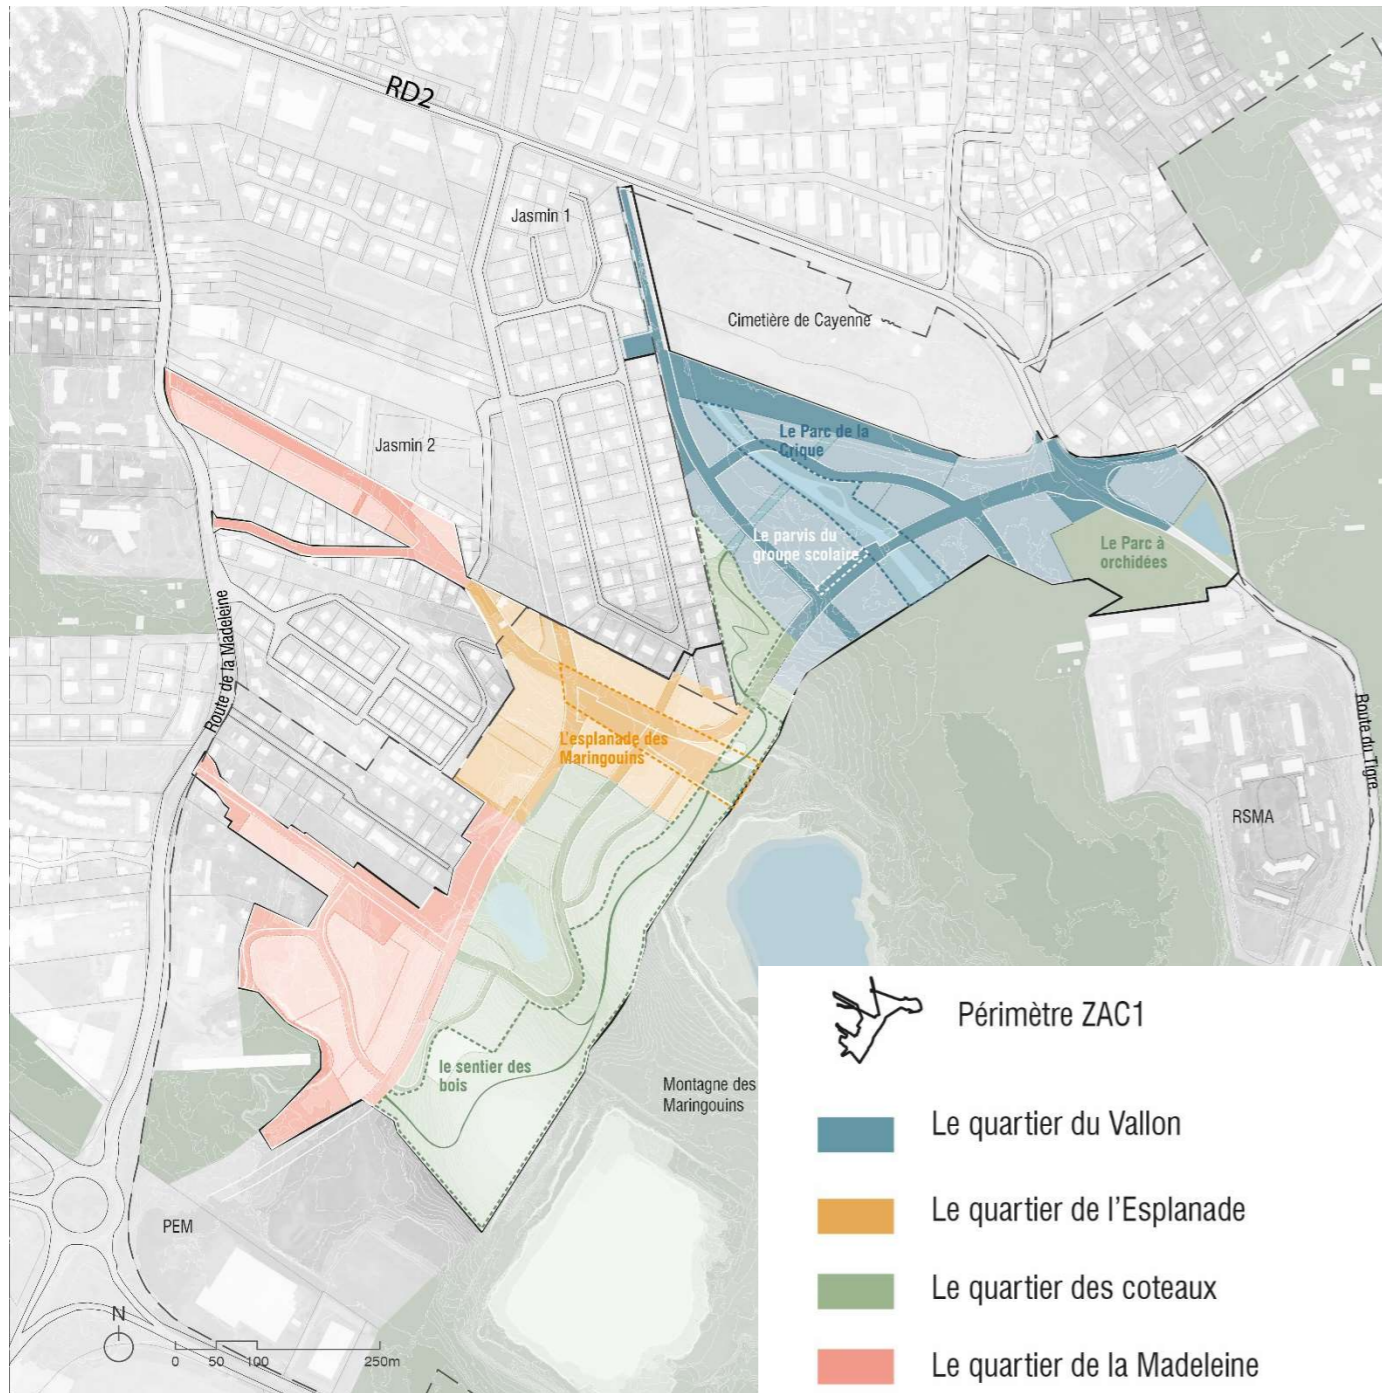 RD2
Jasmin 1
Cimetière de Cayenne
Jasmin 2
Le Parc de la
Crique
Le parvis du
groupe scolaire
Le Parc à
orchidées
Route de la Madeleine
L'esplanade des
Maringouins
Route du Tigre
RSMA
le sentier des
bois
Montagne des
Maringouins
PEM
N
0 50 100 250m
Périmètre ZAC1
Le quartier du Vallon
Le quartier de l'Esplanade
Le quartier des coteaux
Le quartier de la Madeleine